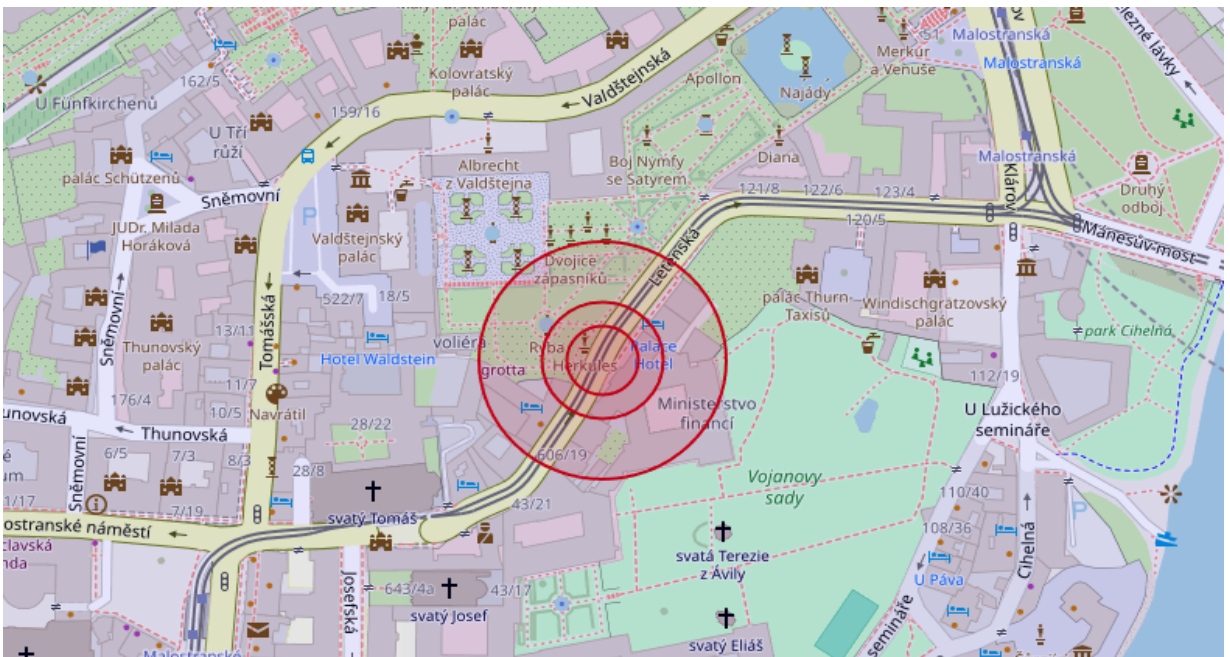 palác
162/5
U Fünfkirchenů
159/16
U Tří
růží
Kolovratský
palác
Valdštejnská
Apollon
Najády
Merkur
a Venuše
51
Malostranská
Malostranská
Malostranská
palác Schützenů
Sněmovní
JUDr. Milada
Horáková
Albrecht
z Valdštejna
Boj Nymfy
se Satyrem
Diana
121/8
122/6
123/4
120/5
Klárov
Druhý
odboj
Mánesův most
Valdštejnský
palác
522/7
18/5
Dvojice
zápasníků
Letenská
palác Thurn-
Taxisů
Windischgrätzovský
palác
park Cihelná
Sněmovní
Thunovský
palác
Tomášská
13/11
Hotel Waldstein
voliéra
Ryba
Herkules
grotta
Palace
Hotel
Ministerstvo
financí
112/19
U Lužického
semináře
176/4
11/7
10/5
Navrátil
28/22
Thunovská
6/5
7/3
8/3
28/8
606/19
43/21
Vojanovy
sady
Sněmovní
7/19
svatý Tomáš
110/40
108/36
svatá Terezie
z Ávily
Josefská
643/4a
43/17
svatý Josef
U Páva
Cihelná
semináře
svatý Eliáš